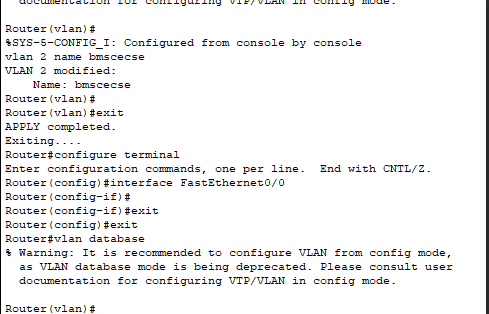 documentation for configuring VTP/VLAN in config mode.
Router(vlan)#
%SYS-5-CONFIG_I: Configured from console by console
vlan 2 name bmscecse
VLAN 2 modified:
Name: bmscecse
Router(vlan)#
Router(vlan)#exit
APPLY completed.
Exiting....
Router#configure terminal
Enter configuration commands, one per line.  End with CNTL/Z.
Router(config)#interface FastEthernet0/0
Router(config-if)#
Router(config-if)#exit
Router(config)#exit
Router#vlan database
% Warning: It is recommended to configure VLAN from config mode,
as VLAN database mode is being deprecated. Please consult user
documentation for configuring VTP/VLAN in config mode.
Router(vlan)#